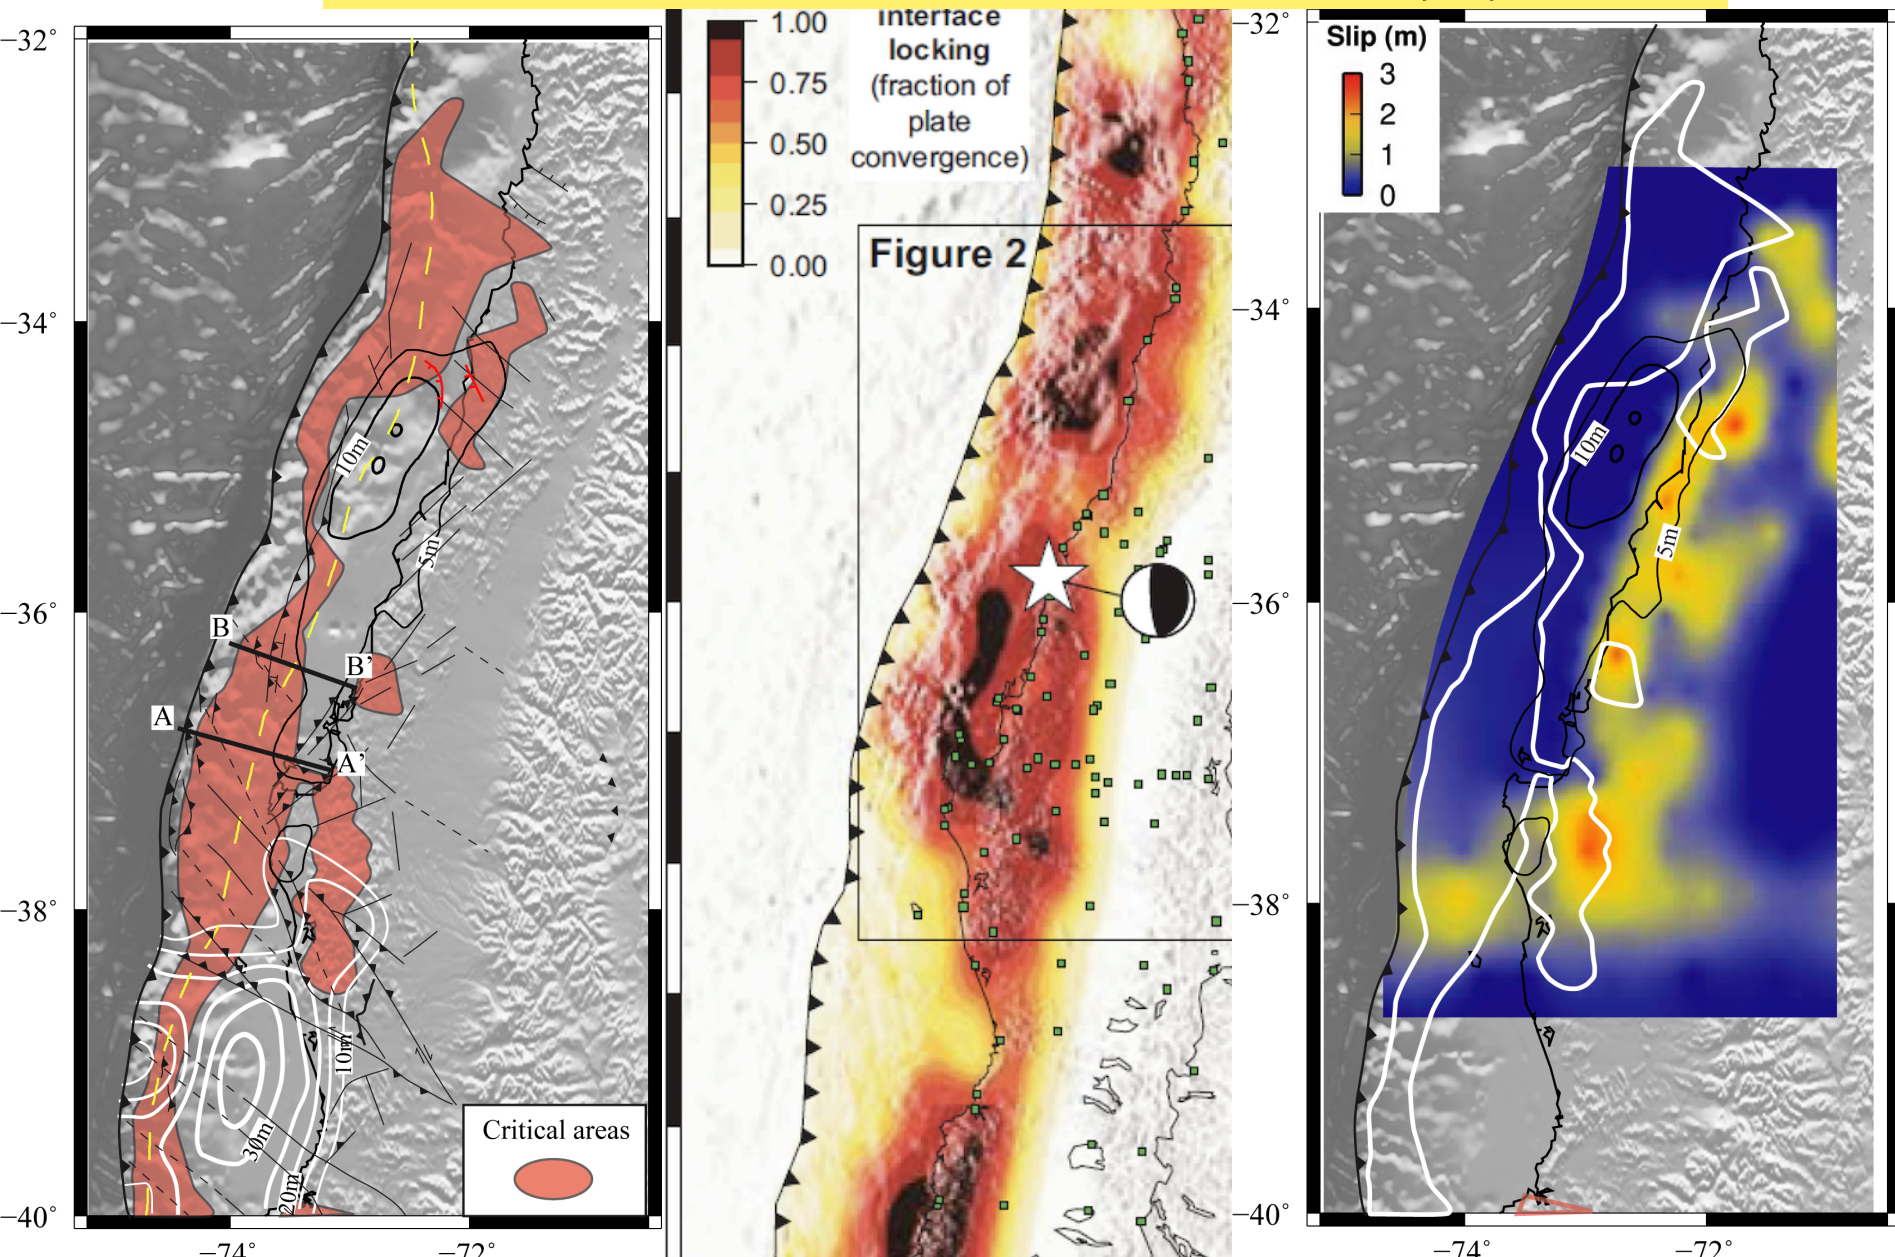 −32°
−34°
−36°
−38°
−40°
−74°
−72°
10m
5m
B
B'
A
A'
10m
30m
20m
Critical areas
1.00
0.75
0.50
0.25
0.00
interface
locking
(fraction of
plate
convergence)
Figure 2
−32°
−34°
−36°
−38°
−40°
Slip (m)
3
2
1
0
10m
5m
−74°
−72°